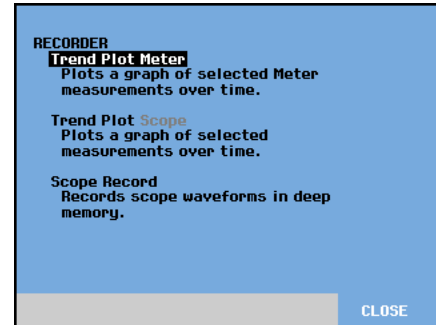 RECORDER
Trend Plot Meter
Plots a graph of selected Meter
measurements over time.
Trend Plot Scope
Plots a graph of selected
measurements over time.
Scope Record
Records scope waveforms in deep
memory.
CLOSE